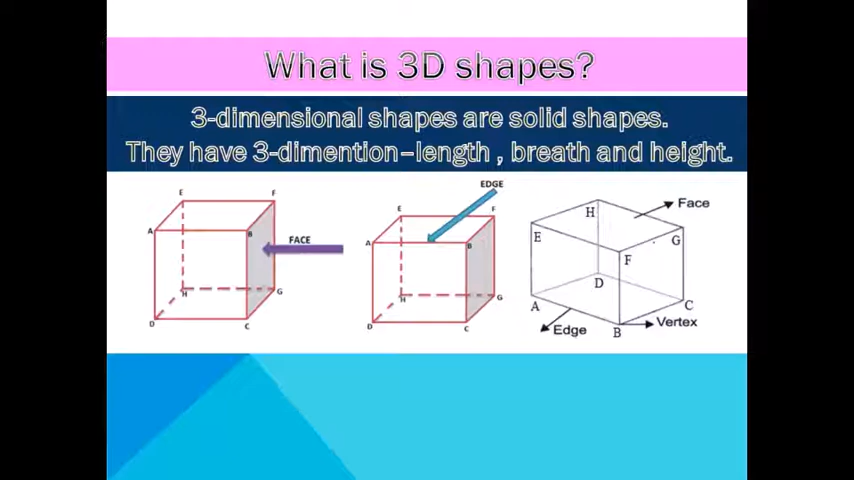 What is 3D shapes?
3-dimensional shapes are solid shapes.
They have 3-dimention-length , breath and height.
E F
A B
FACE
H G
D C
EDGE
E F
A B
H G
D C
H Face
E G
F
D
A C
Edge B Vertex